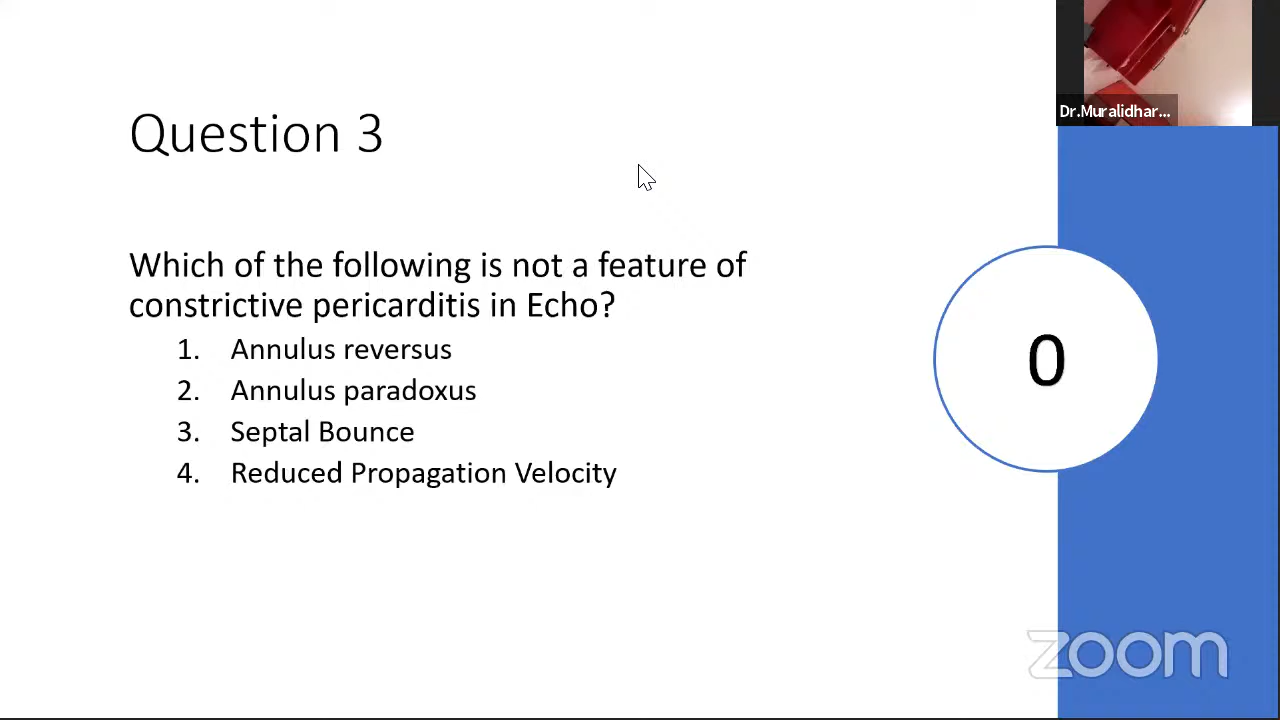 Dr.Muralidhar...
Question 3
Which of the following is not a feature of
constrictive pericarditis in Echo?
1. Annulus reversus
2. Annulus paradoxus
3. Septal Bounce
4. Reduced Propagation Velocity
0
zoom